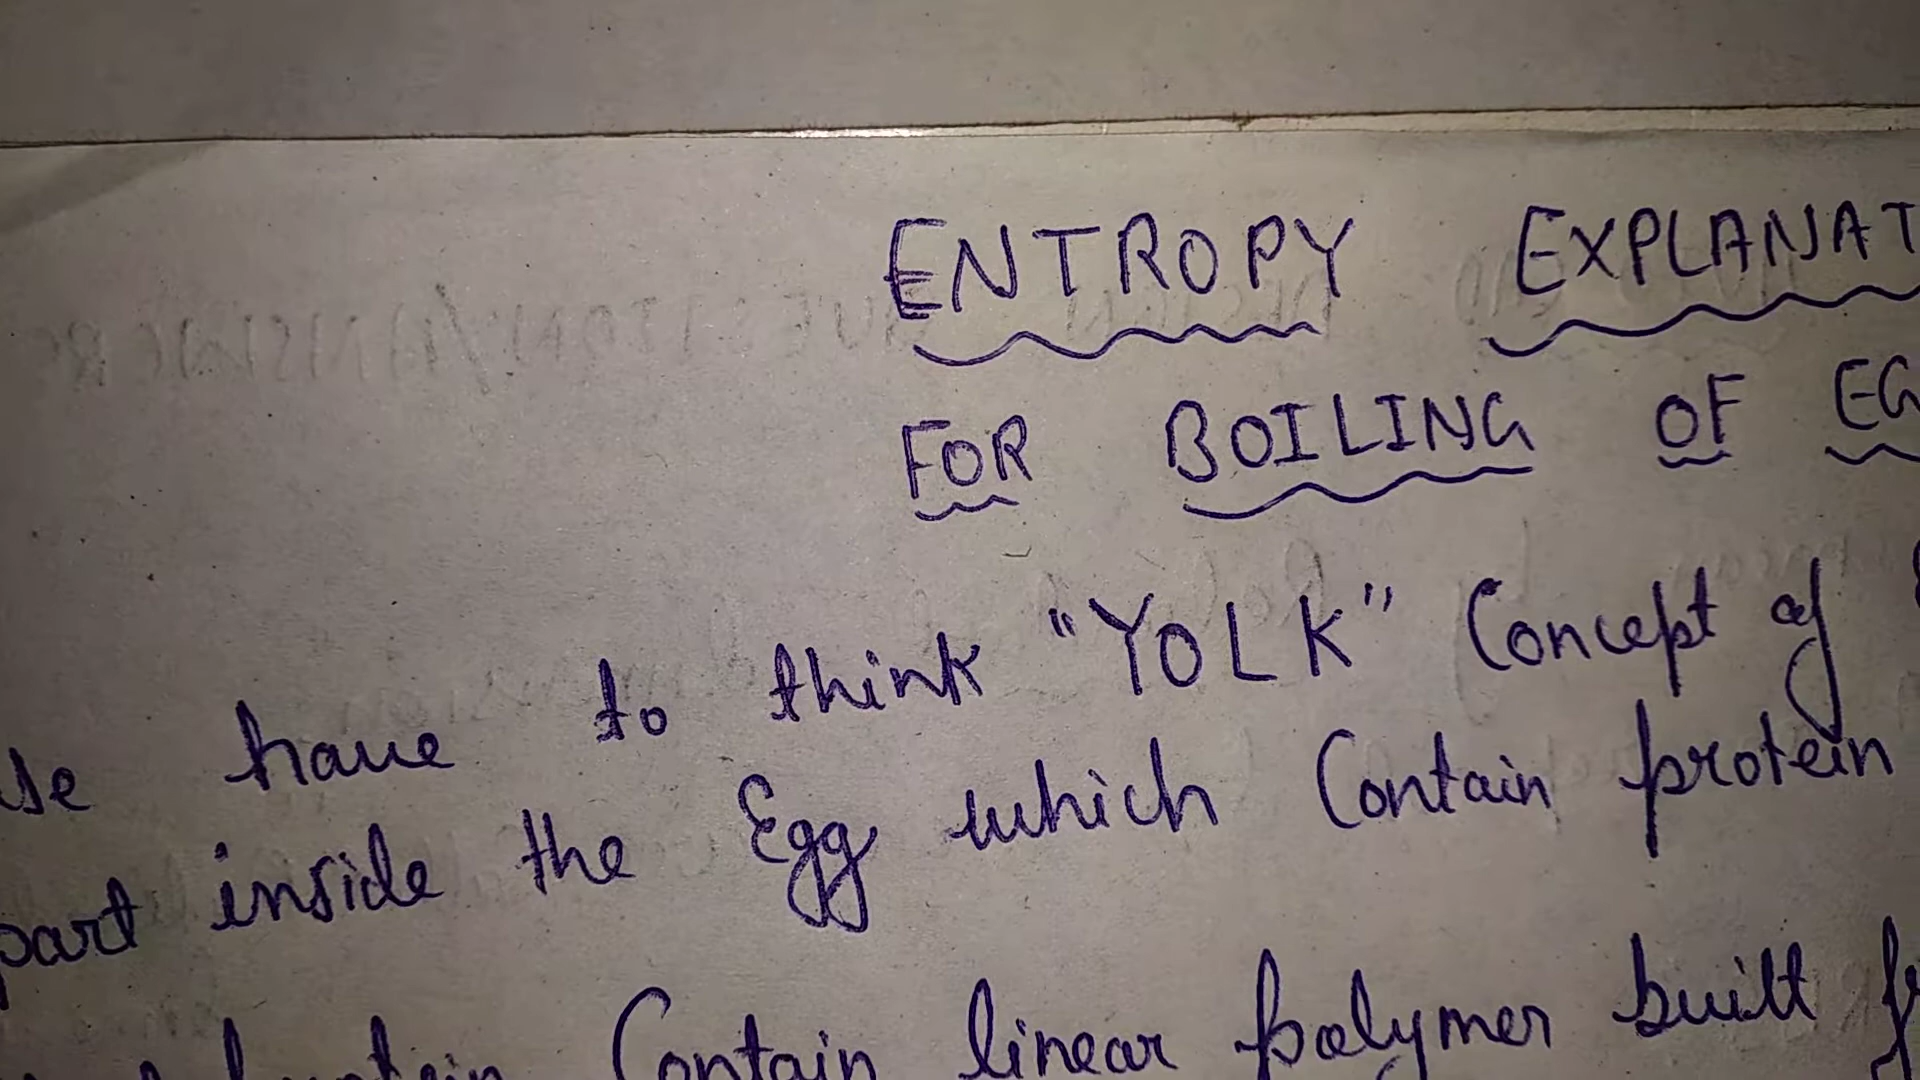 ENTROPY EXPLANAT
FOR BOILING OF EG
have to think "YOLK" Concept of
part inside the Egg which Contain protein
Contain linear polymer built